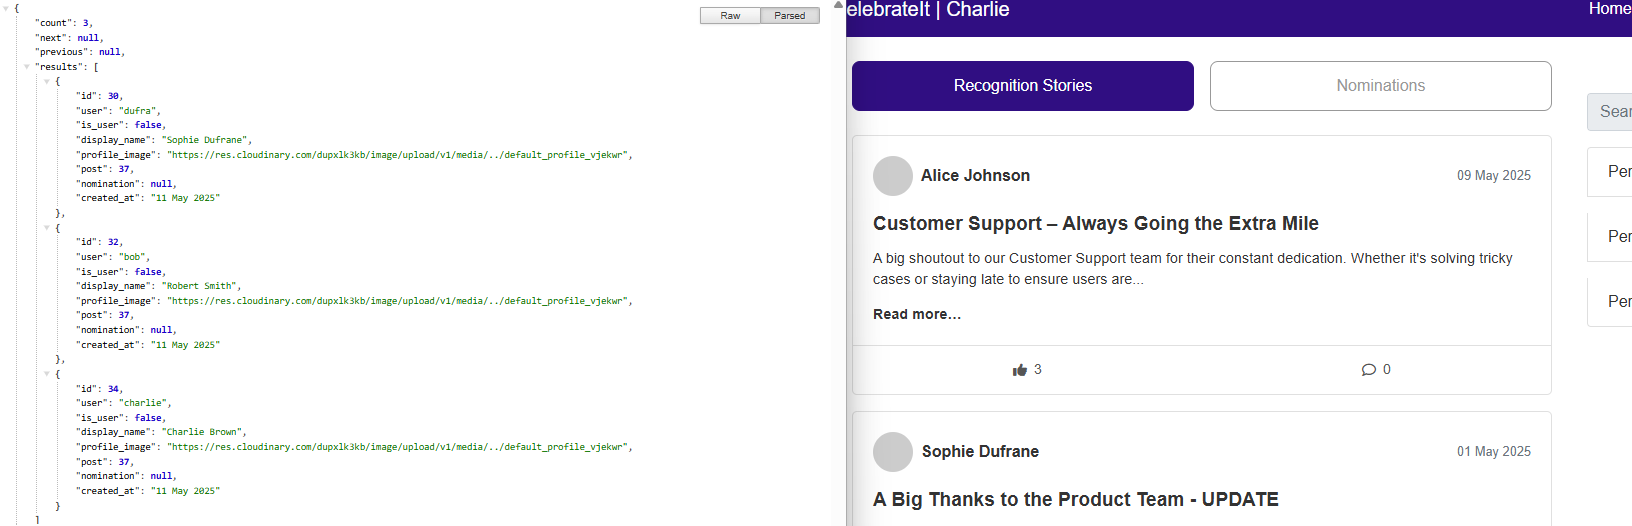 {
"count": 3,
"next": null,
"previous": null,
"results": [
{
"id": 30,
"user": "dufra",
"is_user": false,
"display_name": "Sophie Dufrane",
"profile_image": "https://res.cloudinary.com/dupxlk3kb/image/upload/v1/media/../default_profile_vjekwr",
"post": 37,
"nomination": null,
"created_at": "11 May 2025"
},
{
"id": 32,
"user": "bob",
"is_user": false,
"display_name": "Robert Smith",
"profile_image": "https://res.cloudinary.com/dupxlk3kb/image/upload/v1/media/../default_profile_vjekwr",
"post": 37,
"nomination": null,
"created_at": "11 May 2025"
},
{
"id": 34,
"user": "charlie",
"is_user": false,
"display_name": "Charlie Brown",
"profile_image": "https://res.cloudinary.com/dupxlk3kb/image/upload/v1/media/../default_profile_vjekwr",
"post": 37,
"nomination": null,
"created_at": "11 May 2025"
}
]
Raw Parsed
elebrateIt | Charlie
Home
Recognition Stories
Nominations
Sear
Per
Per
Per
Alice Johnson
09 May 2025
Customer Support – Always Going the Extra Mile
A big shoutout to our Customer Support team for their constant dedication. Whether it's solving tricky
cases or staying late to ensure users are...
Read more...
3
0
Sophie Dufrane
01 May 2025
A Big Thanks to the Product Team - UPDATE